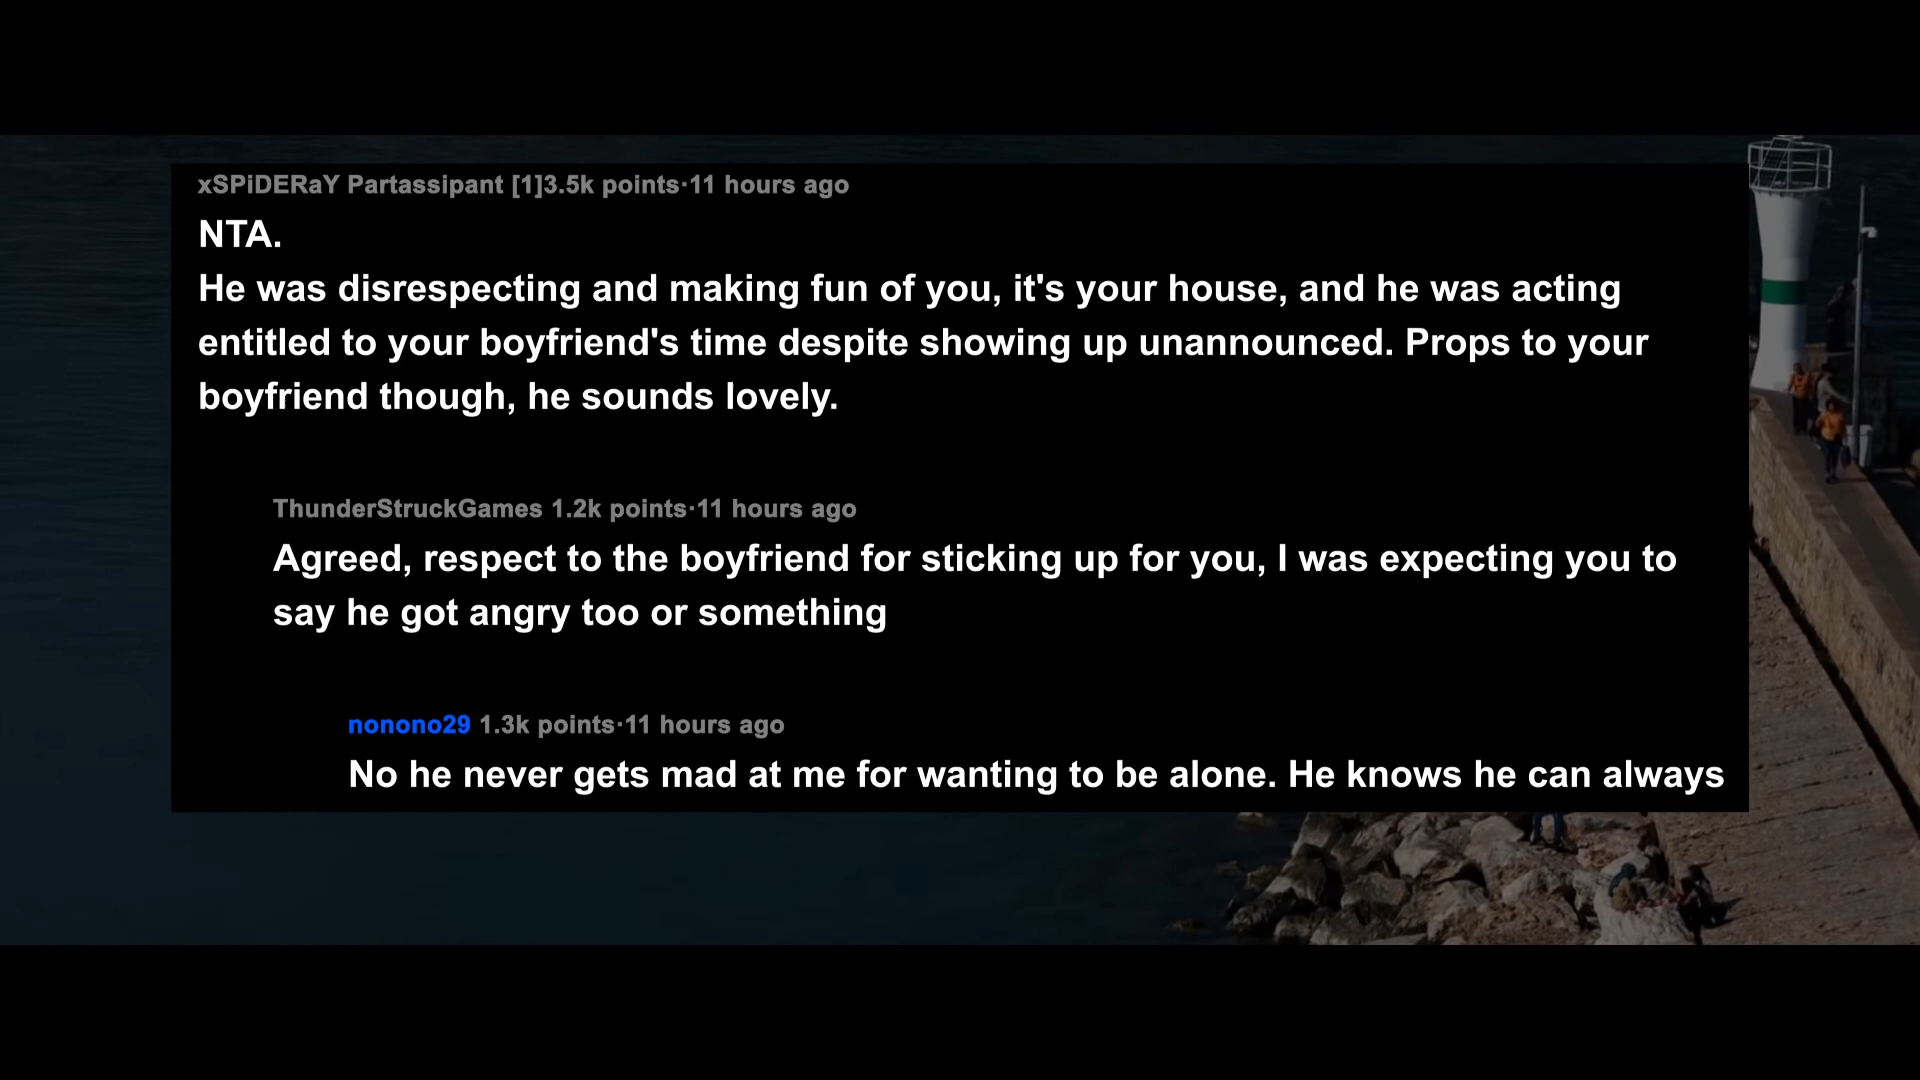 xSPiDERaY Partassipant [1]3.5k points·11 hours ago
NTA.
He was disrespecting and making fun of you, it's your house, and he was acting
entitled to your boyfriend's time despite showing up unannounced. Props to your
boyfriend though, he sounds lovely.
ThunderStruckGames 1.2k points·11 hours ago
Agreed, respect to the boyfriend for sticking up for you, I was expecting you to
say he got angry too or something
nonono29 1.3k points·11 hours ago
No he never gets mad at me for wanting to be alone. He knows he can always